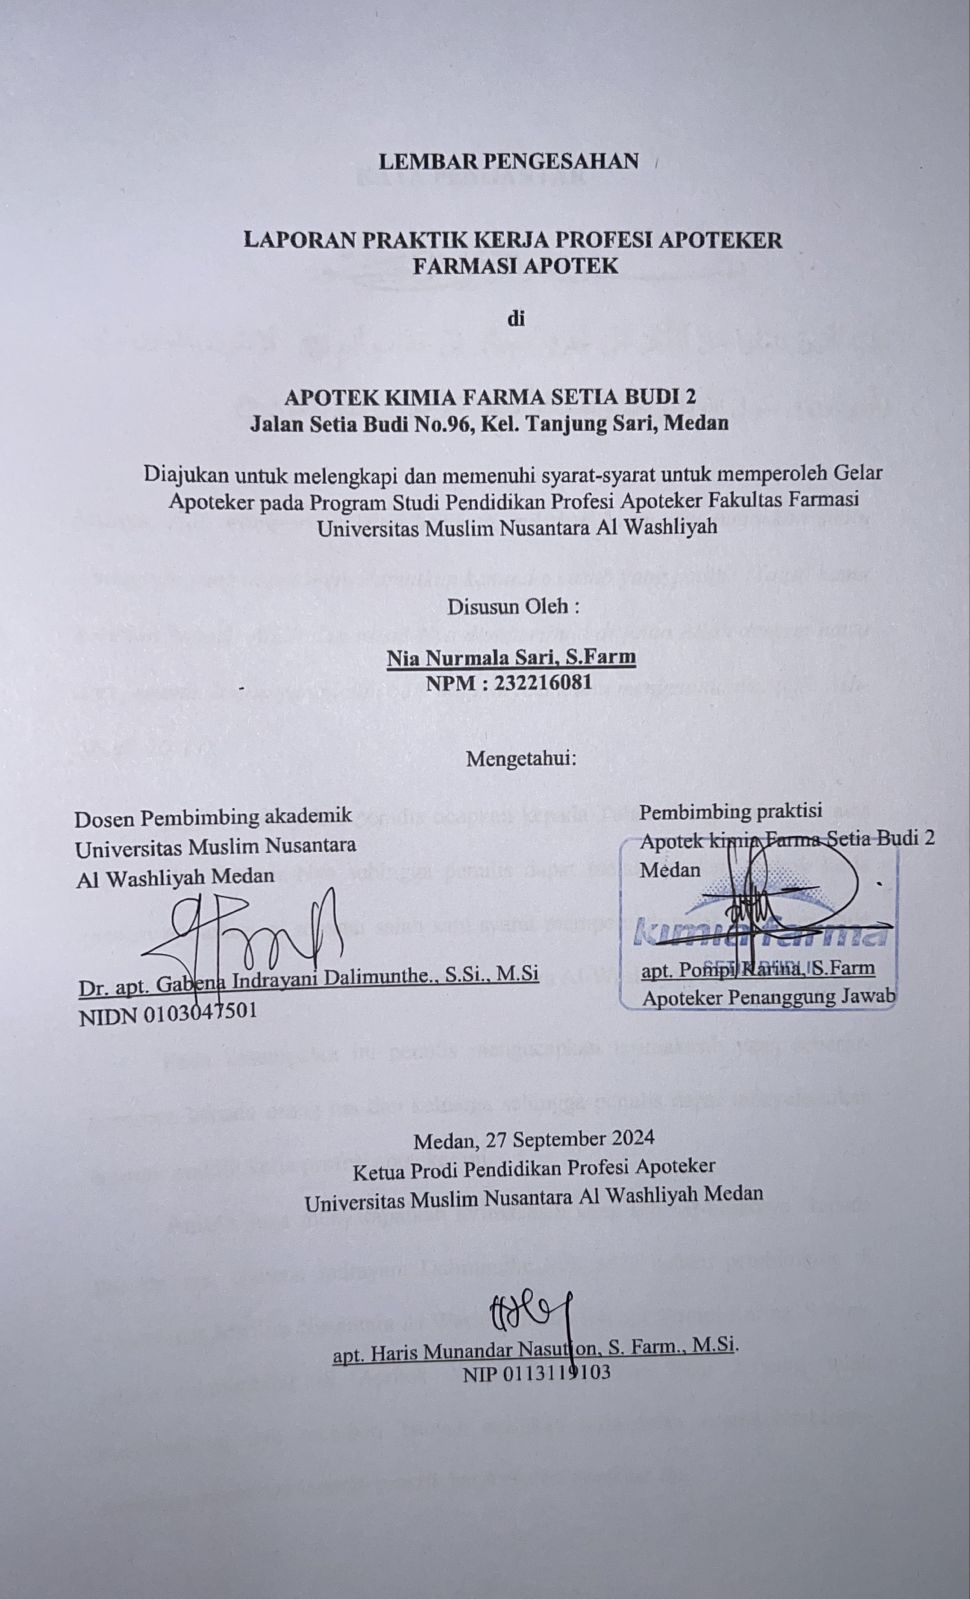 LEMBAR PENGESAHAN
LAPORAN PRAKTIK KERJA PROFESI APOTEKER
FARMASI APOTEK
di
APOTEK KIMIA FARMA SETIA BUDI 2
Jalan Setia Budi No.96, Kel. Tanjung Sari, Medan
Diajukan untuk melengkapi dan memenuhi syarat-syarat untuk memperoleh Gelar
Apoteker pada Program Studi Pendidikan Profesi Apoteker Fakultas Farmasi
Universitas Muslim Nusantara Al Washliyah
Disusun Oleh :
Nia Nurmala Sari, S.Farm
NPM : 232216081
Mengetahui:
Dosen Pembimbing akademik
Universitas Muslim Nusantara
Al Washliyah Medan
Dr. apt. Gabena Indrayani Dalimunthe., S.Si., M.Si
NIDN 0103047501
Pembimbing praktisi
Apotek kimia Farma Setia Budi 2
Medan
kimia farma
apt. Pompi Karina, S.Farm
Apoteker Penanggung Jawab
Medan, 27 September 2024
Ketua Prodi Pendidikan Profesi Apoteker
Universitas Muslim Nusantara Al Washliyah Medan
apt. Haris Munandar Nasution, S. Farm., M.Si.
NIP 0113119103